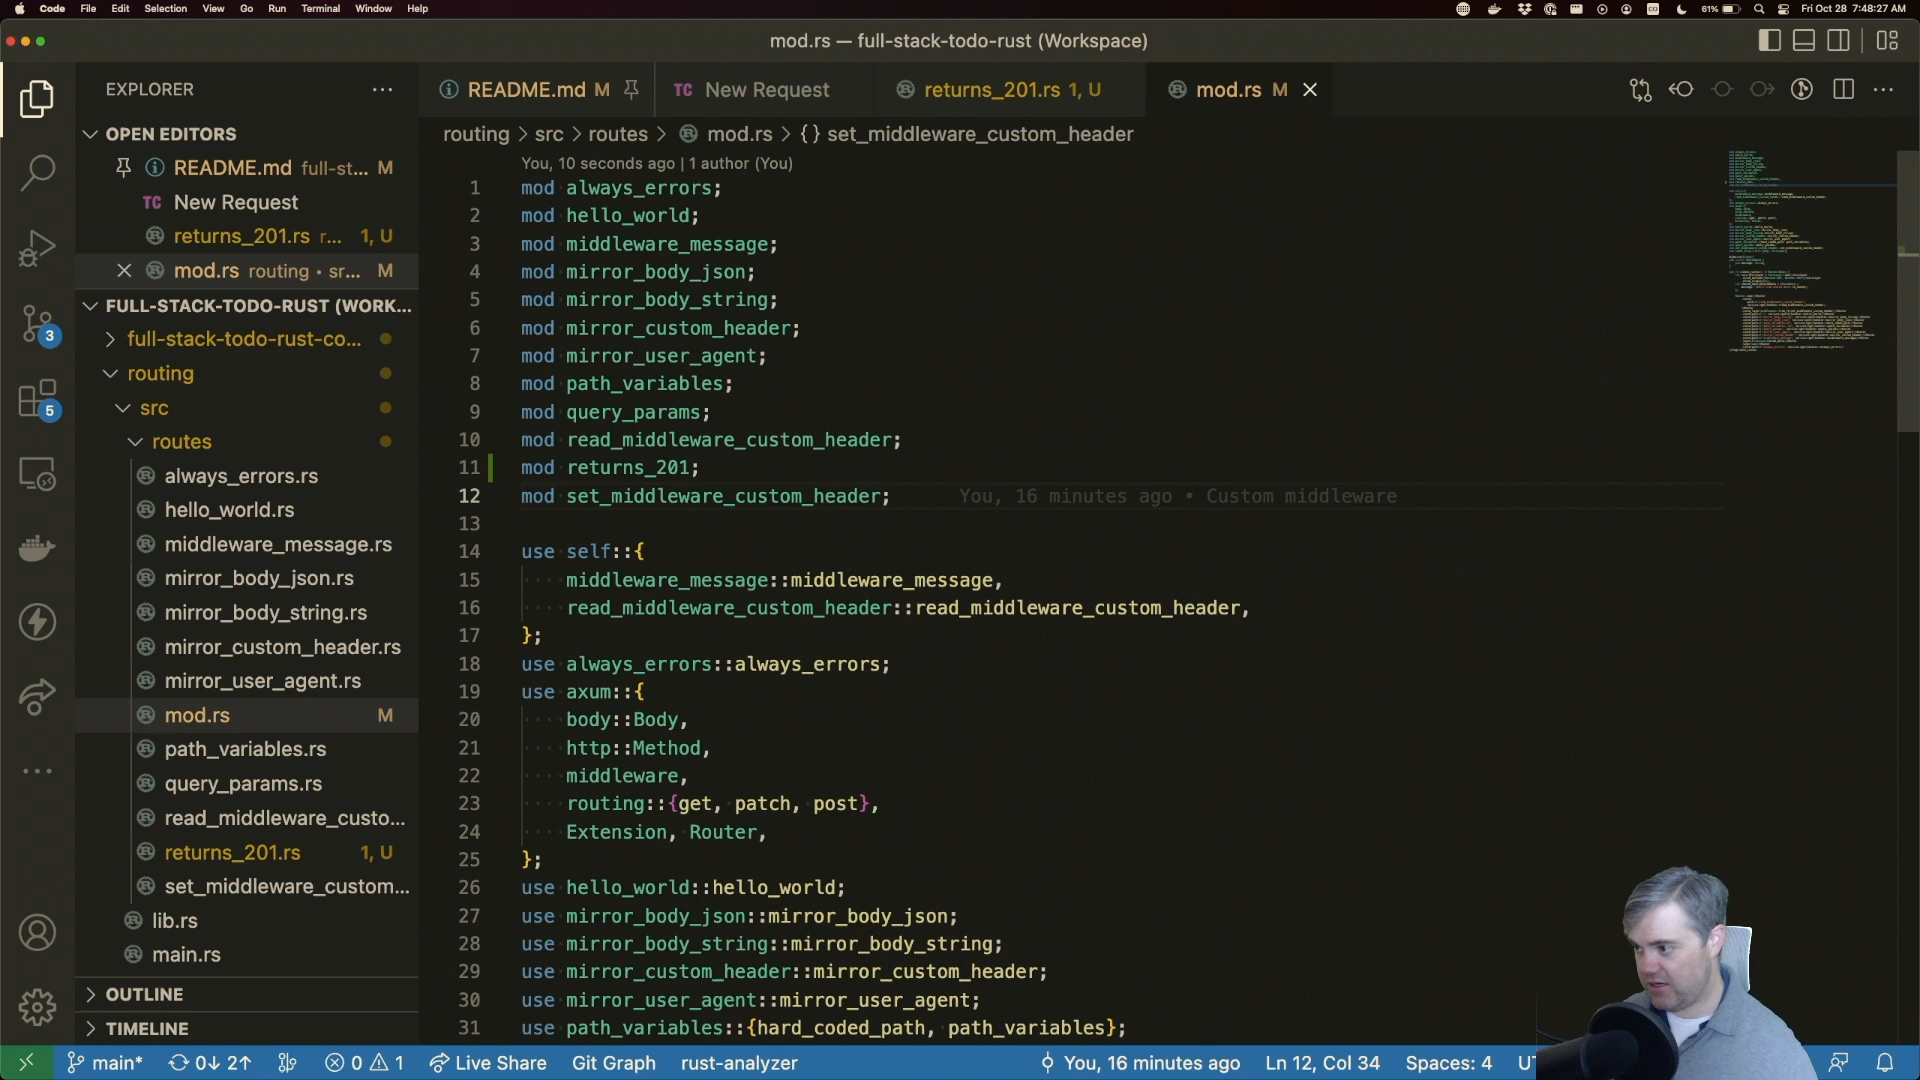 Code File Edit Selection View Go Run Terminal Window Help
61% Fri Oct 28 7:48:27 AM
mod.rs — full-stack-todo-rust (Workspace)
EXPLORER
OPEN EDITORS
README.md full-st... M
New Request
returns_201.rs r... 1, U
mod.rs routing • sr... M
FULL-STACK-TODO-RUST (WORK...
full-stack-todo-rust-co...
routing
src
routes
always_errors.rs
hello_world.rs
middleware_message.rs
mirror_body_json.rs
mirror_body_string.rs
mirror_custom_header.rs
mirror_user_agent.rs
mod.rs M
path_variables.rs
query_params.rs
read_middleware_custo...
returns_201.rs 1, U
set_middleware_custom...
lib.rs
main.rs
OUTLINE
TIMELINE
3
5
README.md M
TC New Request
returns_201.rs 1, U
mod.rs M
routing > src > routes > mod.rs > {} set_middleware_custom_header
You, 10 seconds ago | 1 author (You)
1 mod always_errors;
2 mod hello_world;
3 mod middleware_message;
4 mod mirror_body_json;
5 mod mirror_body_string;
6 mod mirror_custom_header;
7 mod mirror_user_agent;
8 mod path_variables;
9 mod query_params;
10 mod read_middleware_custom_header;
11 mod returns_201;
12 mod set_middleware_custom_header; You, 16 minutes ago • Custom middleware
13
14 use self::{
15 middleware_message::middleware_message,
16 read_middleware_custom_header::read_middleware_custom_header,
17 };
18 use always_errors::always_errors;
19 use axum::{
20 body::Body,
21 http::Method,
22 middleware,
23 routing::{get, patch, post},
24 Extension, Router,
25 };
26 use hello_world::hello_world;
27 use mirror_body_json::mirror_body_json;
28 use mirror_body_string::mirror_body_string;
29 use mirror_custom_header::mirror_custom_header;
30 use mirror_user_agent::mirror_user_agent;
31 use path_variables::{hard_coded_path, path_variables};
main* 0↓ 2↑ 0 1 Live Share Git Graph rust-analyzer You, 16 minutes ago Ln 12, Col 34 Spaces: 4